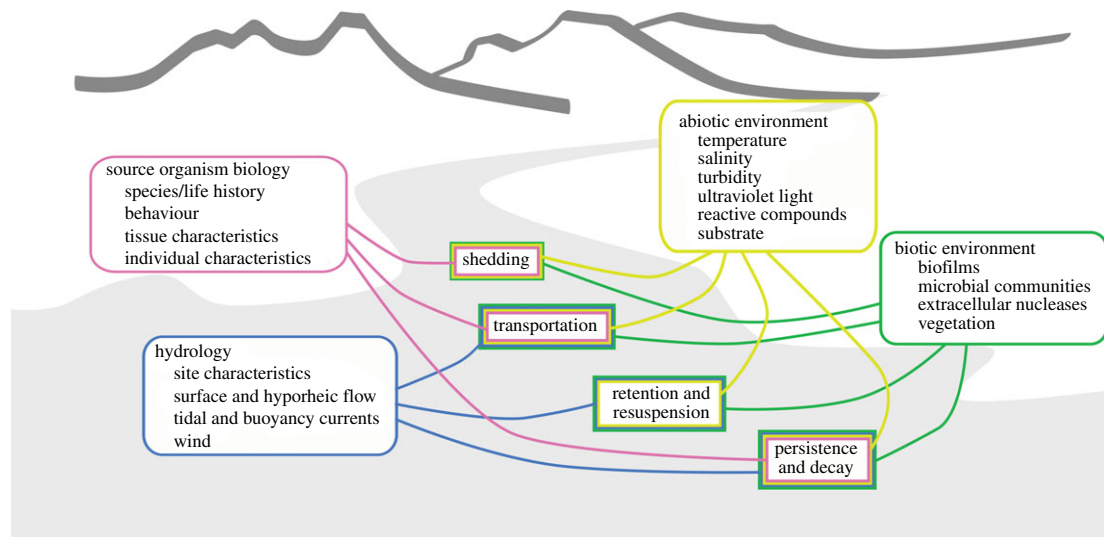 abiotic environment
temperature
salinity
turbidity
ultraviolet light
reactive compounds
substrate
source organism biology
species/life history
behaviour
tissue characteristics
individual characteristics
biotic environment
biofilms
microbial communities
extracellular nucleases
vegetation
shedding
transportation
hydrology
site characteristics
surface and hyporheic flow
tidal and buoyancy currents
wind
retention and
resuspension
persistence
and decay